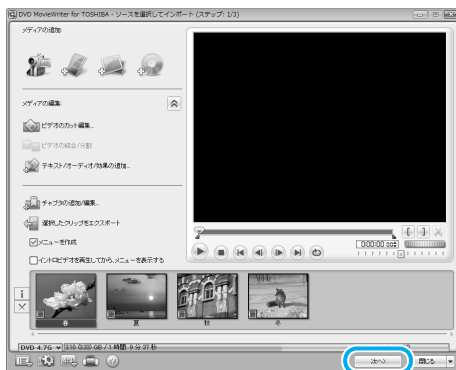 DVD MovieWriter for TOSHIBA - ソースを選択してインポート (ステップ: 1/3)
メディアの追加
メディアの編集
ビデオのカット編集...
ビデオの結合/分割
テキスト/オーディオ/効果の追加...
チャプタの追加/編集...
選択したクリップをエクスポート
メニューを作成
イントロビデオを再生してから、メニューを表示する
春
夏
秋
冬
DVD 4.7G
次へ>
閉じる